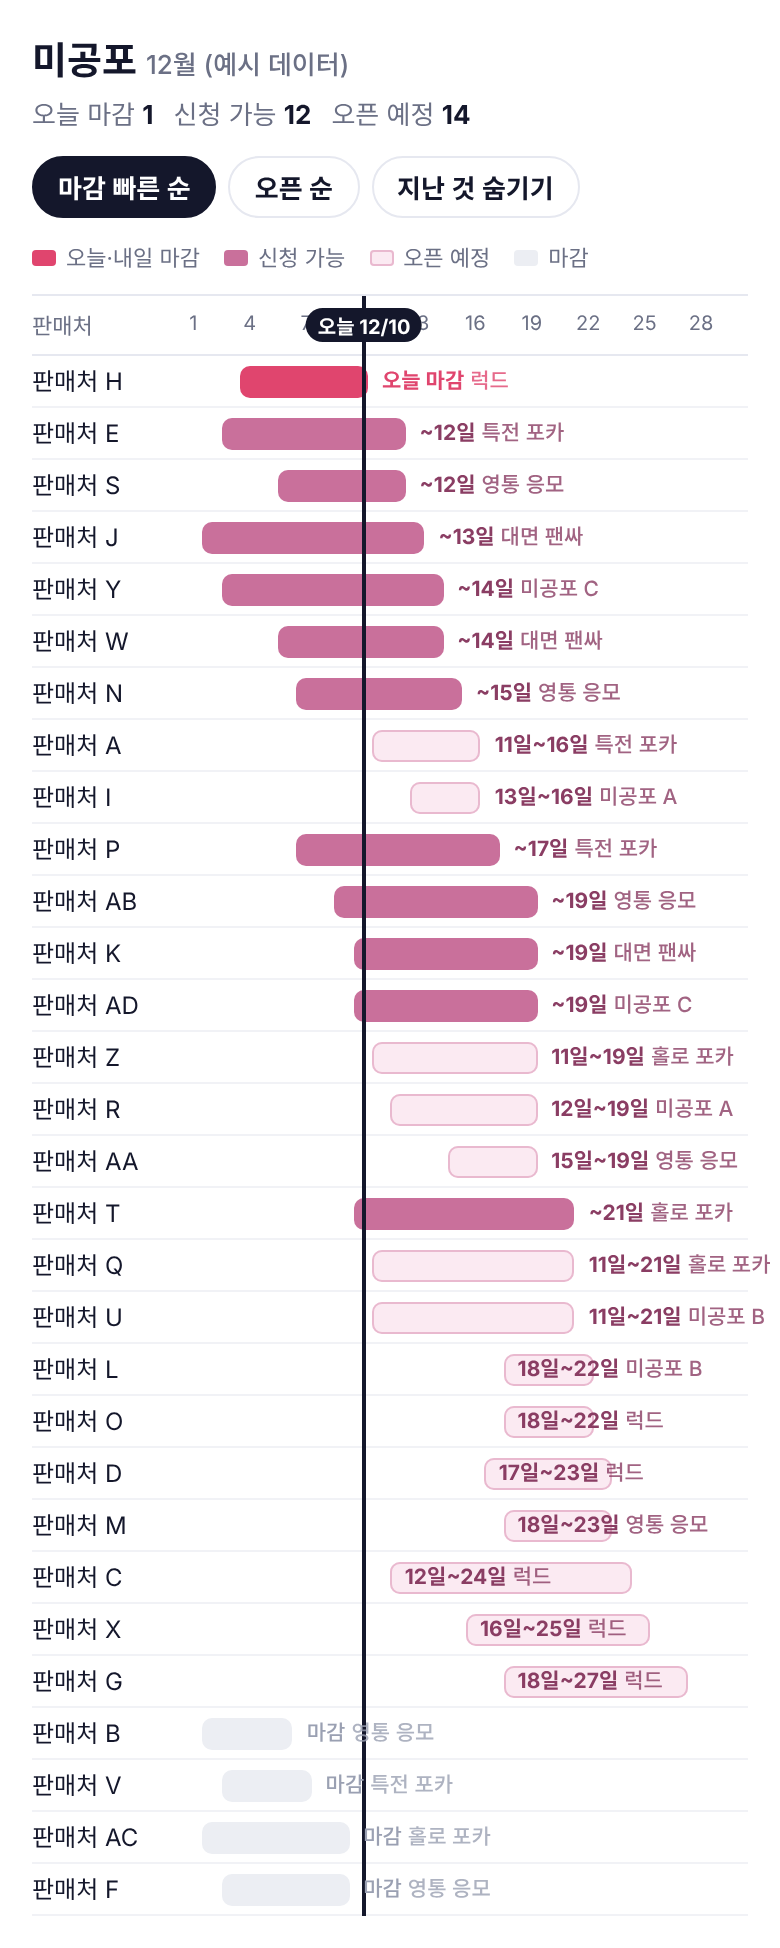 미공포 12월 (예시 데이터)
오늘 마감 1 신청 가능 12 오픈 예정 14
마감 빠른 순 오픈 순 지난 것 숨기기
오늘·내일 마감 신청 가능 오픈 예정 마감
판매처 1 4 7 오늘 12/10 3 16 19 22 25 28
판매처 H 오늘 마감 럭드
판매처 E ~12일 특전 포카
판매처 S ~12일 영통 응모
판매처 J ~13일 대면 팬싸
판매처 Y ~14일 미공포 C
판매처 W ~14일 대면 팬싸
판매처 N ~15일 영통 응모
판매처 A 11일~16일 특전 포카
판매처 I 13일~16일 미공포 A
판매처 P ~17일 특전 포카
판매처 AB ~19일 영통 응모
판매처 K ~19일 대면 팬싸
판매처 AD ~19일 미공포 C
판매처 Z 11일~19일 홀로 포카
판매처 R 12일~19일 미공포 A
판매처 AA 15일~19일 영통 응모
판매처 T ~21일 홀로 포카
판매처 Q 11일~21일 홀로 포카
판매처 U 11일~21일 미공포 B
판매처 L 18일~22일 미공포 B
판매처 O 18일~22일 럭드
판매처 D 17일~23일 럭드
판매처 M 18일~23일 영통 응모
판매처 C 12일~24일 럭드
판매처 X 16일~25일 럭드
판매처 G 18일~27일 럭드
판매처 B 마감 영통 응모
판매처 V 마감 특전 포카
판매처 AC 마감 홀로 포카
판매처 F 마감 영통 응모